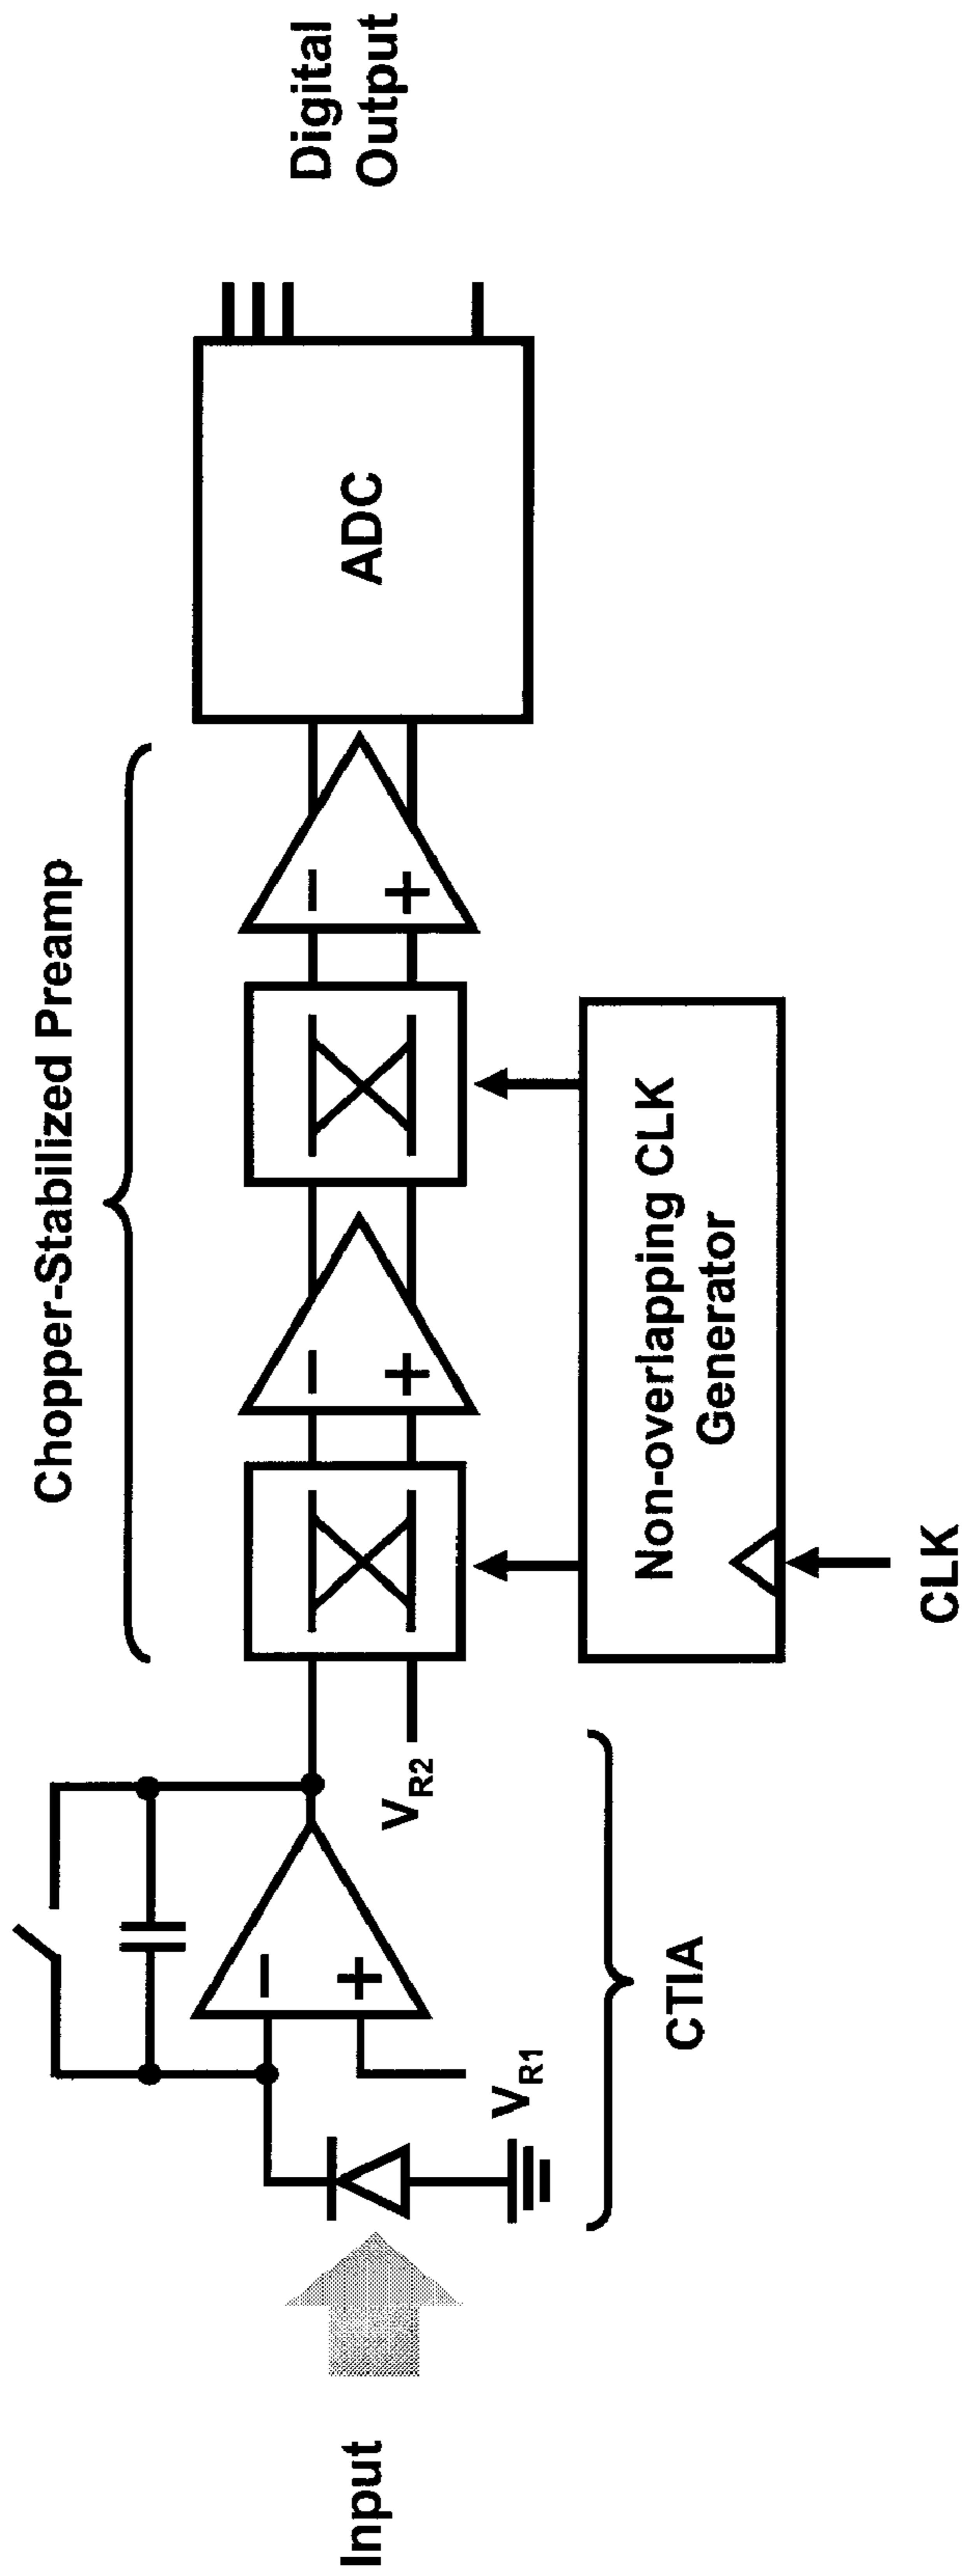 Chopper-Stabilized Preamp
Input
−
+
V_R1
V_R2
CTIA
−
+
−
+
ADC
Digital
Output
Non-overlapping CLK
Generator
CLK